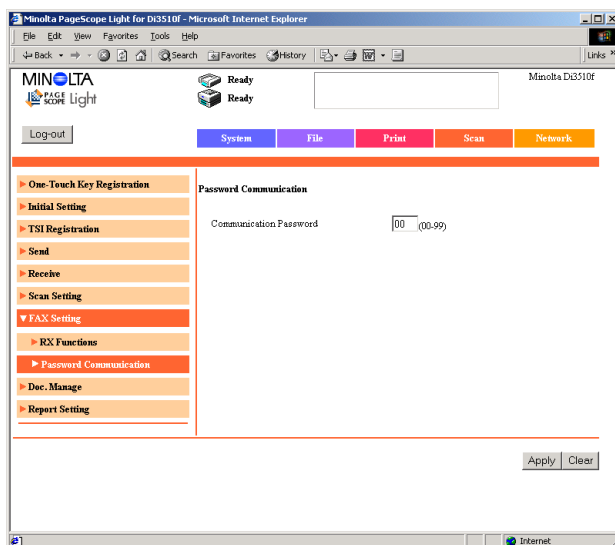 Minolta PageScope Light for Di3510f - Microsoft Internet Explorer
File Edit View Favorites Tools Help
Back Search Favorites History Links »
MINOLTA
PAGE SCOPE Light
Ready
Ready
Minolta Di3510f
Log-out
System File Print Scan Network
One-Touch Key Registration
Initial Setting
TSI Registration
Send
Receive
Scan Setting
FAX Setting
RX Functions
Password Communication
Doc. Manage
Report Setting
Password Communication
Communication Password 00 (00-99)
Apply Clear
Internet